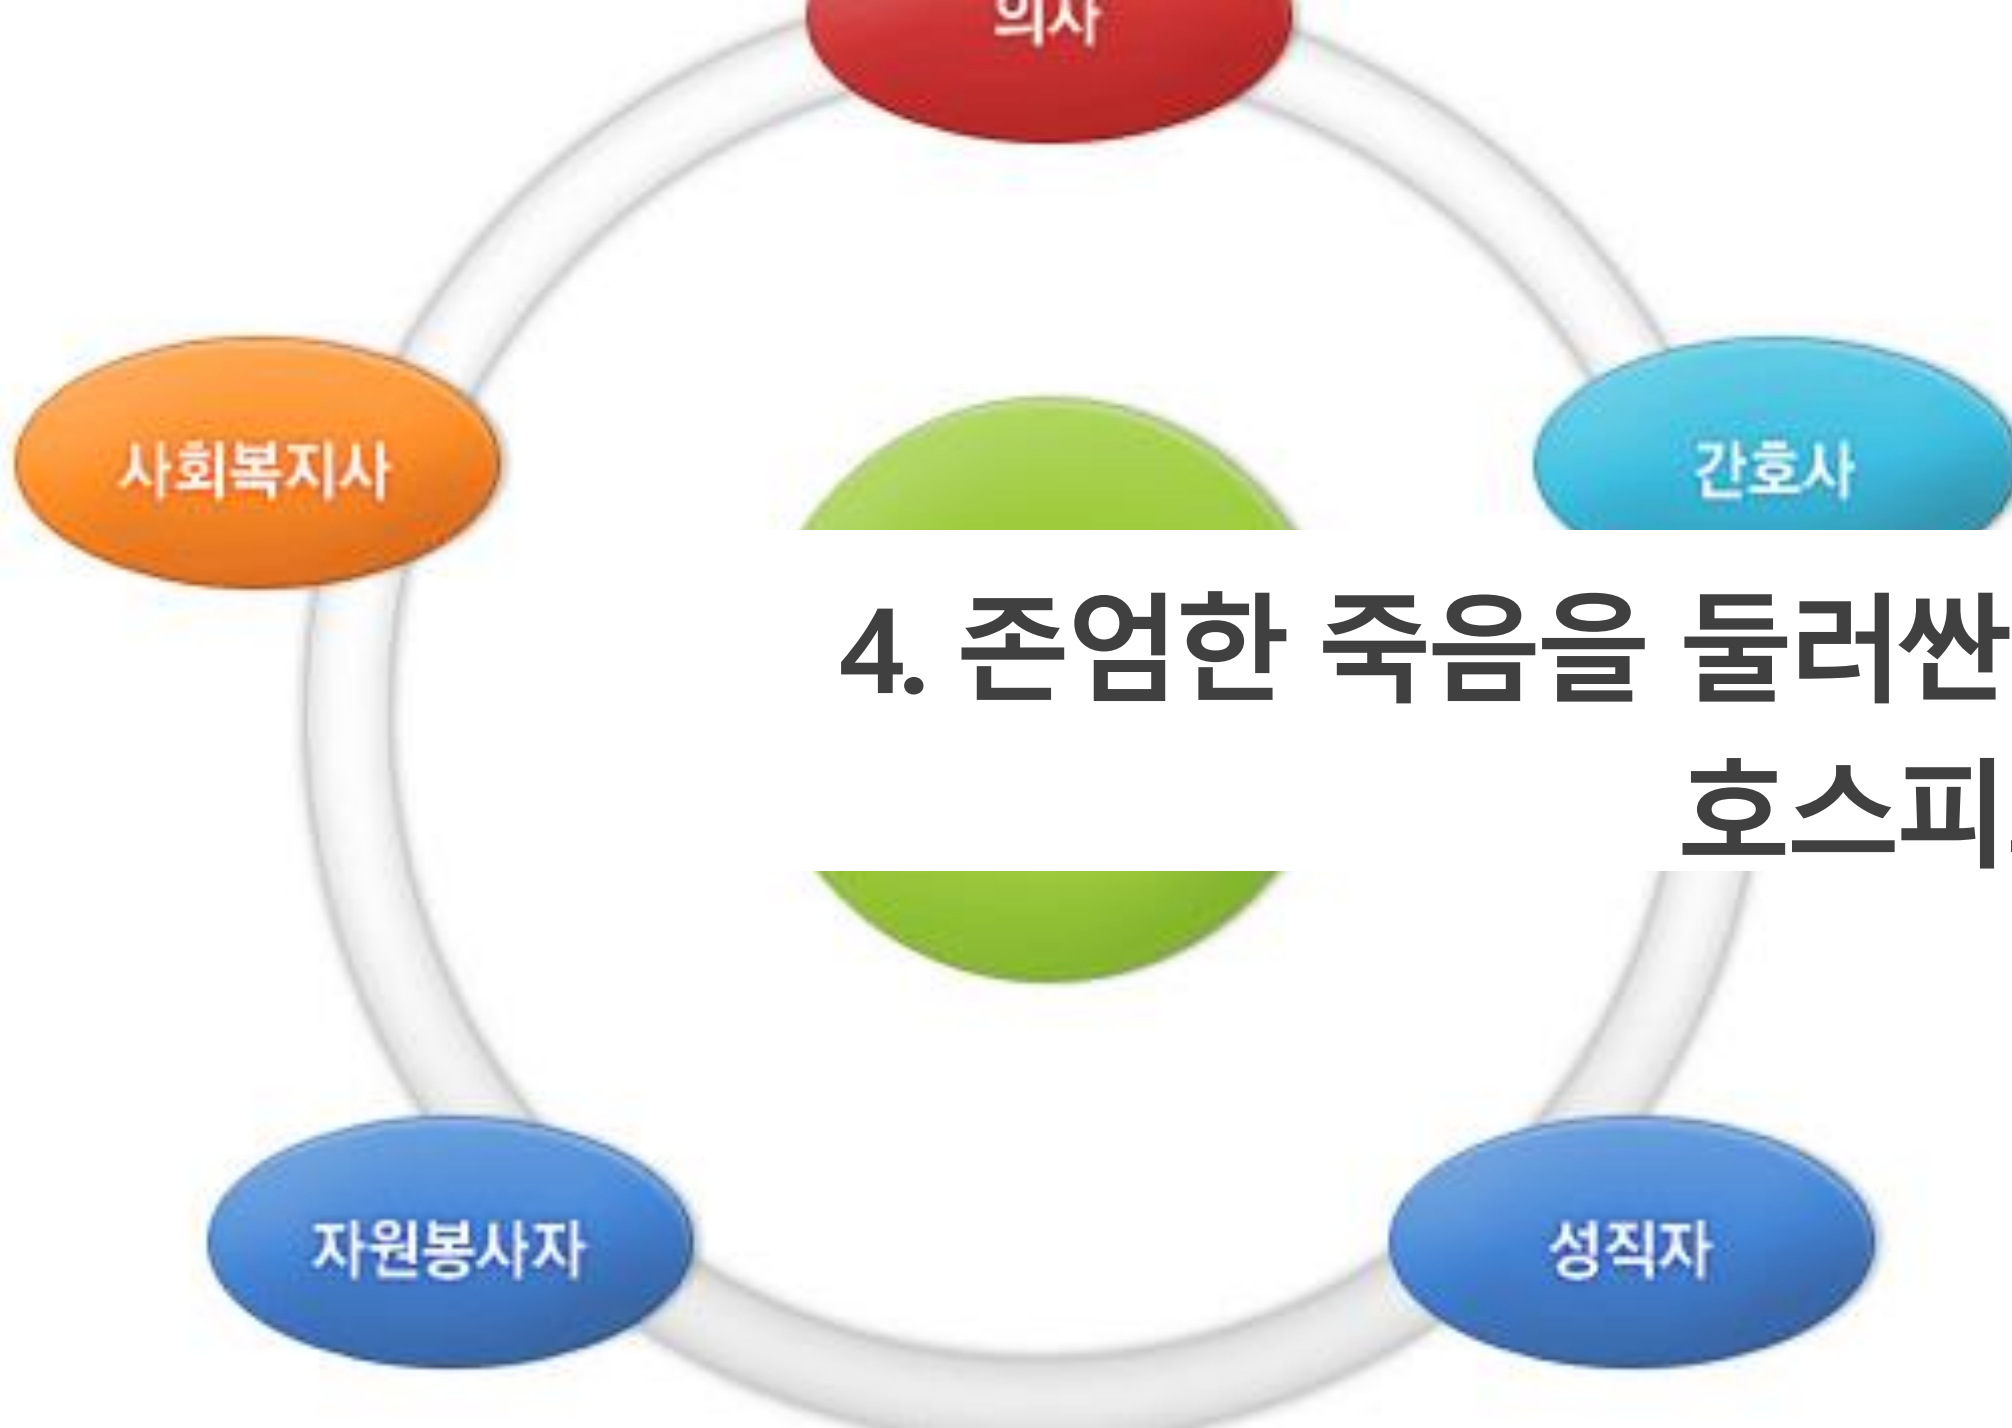 의사
사회복지사
간호사
4. 존엄한 죽음을 둘러싼
호스피
자원봉사자
성직자